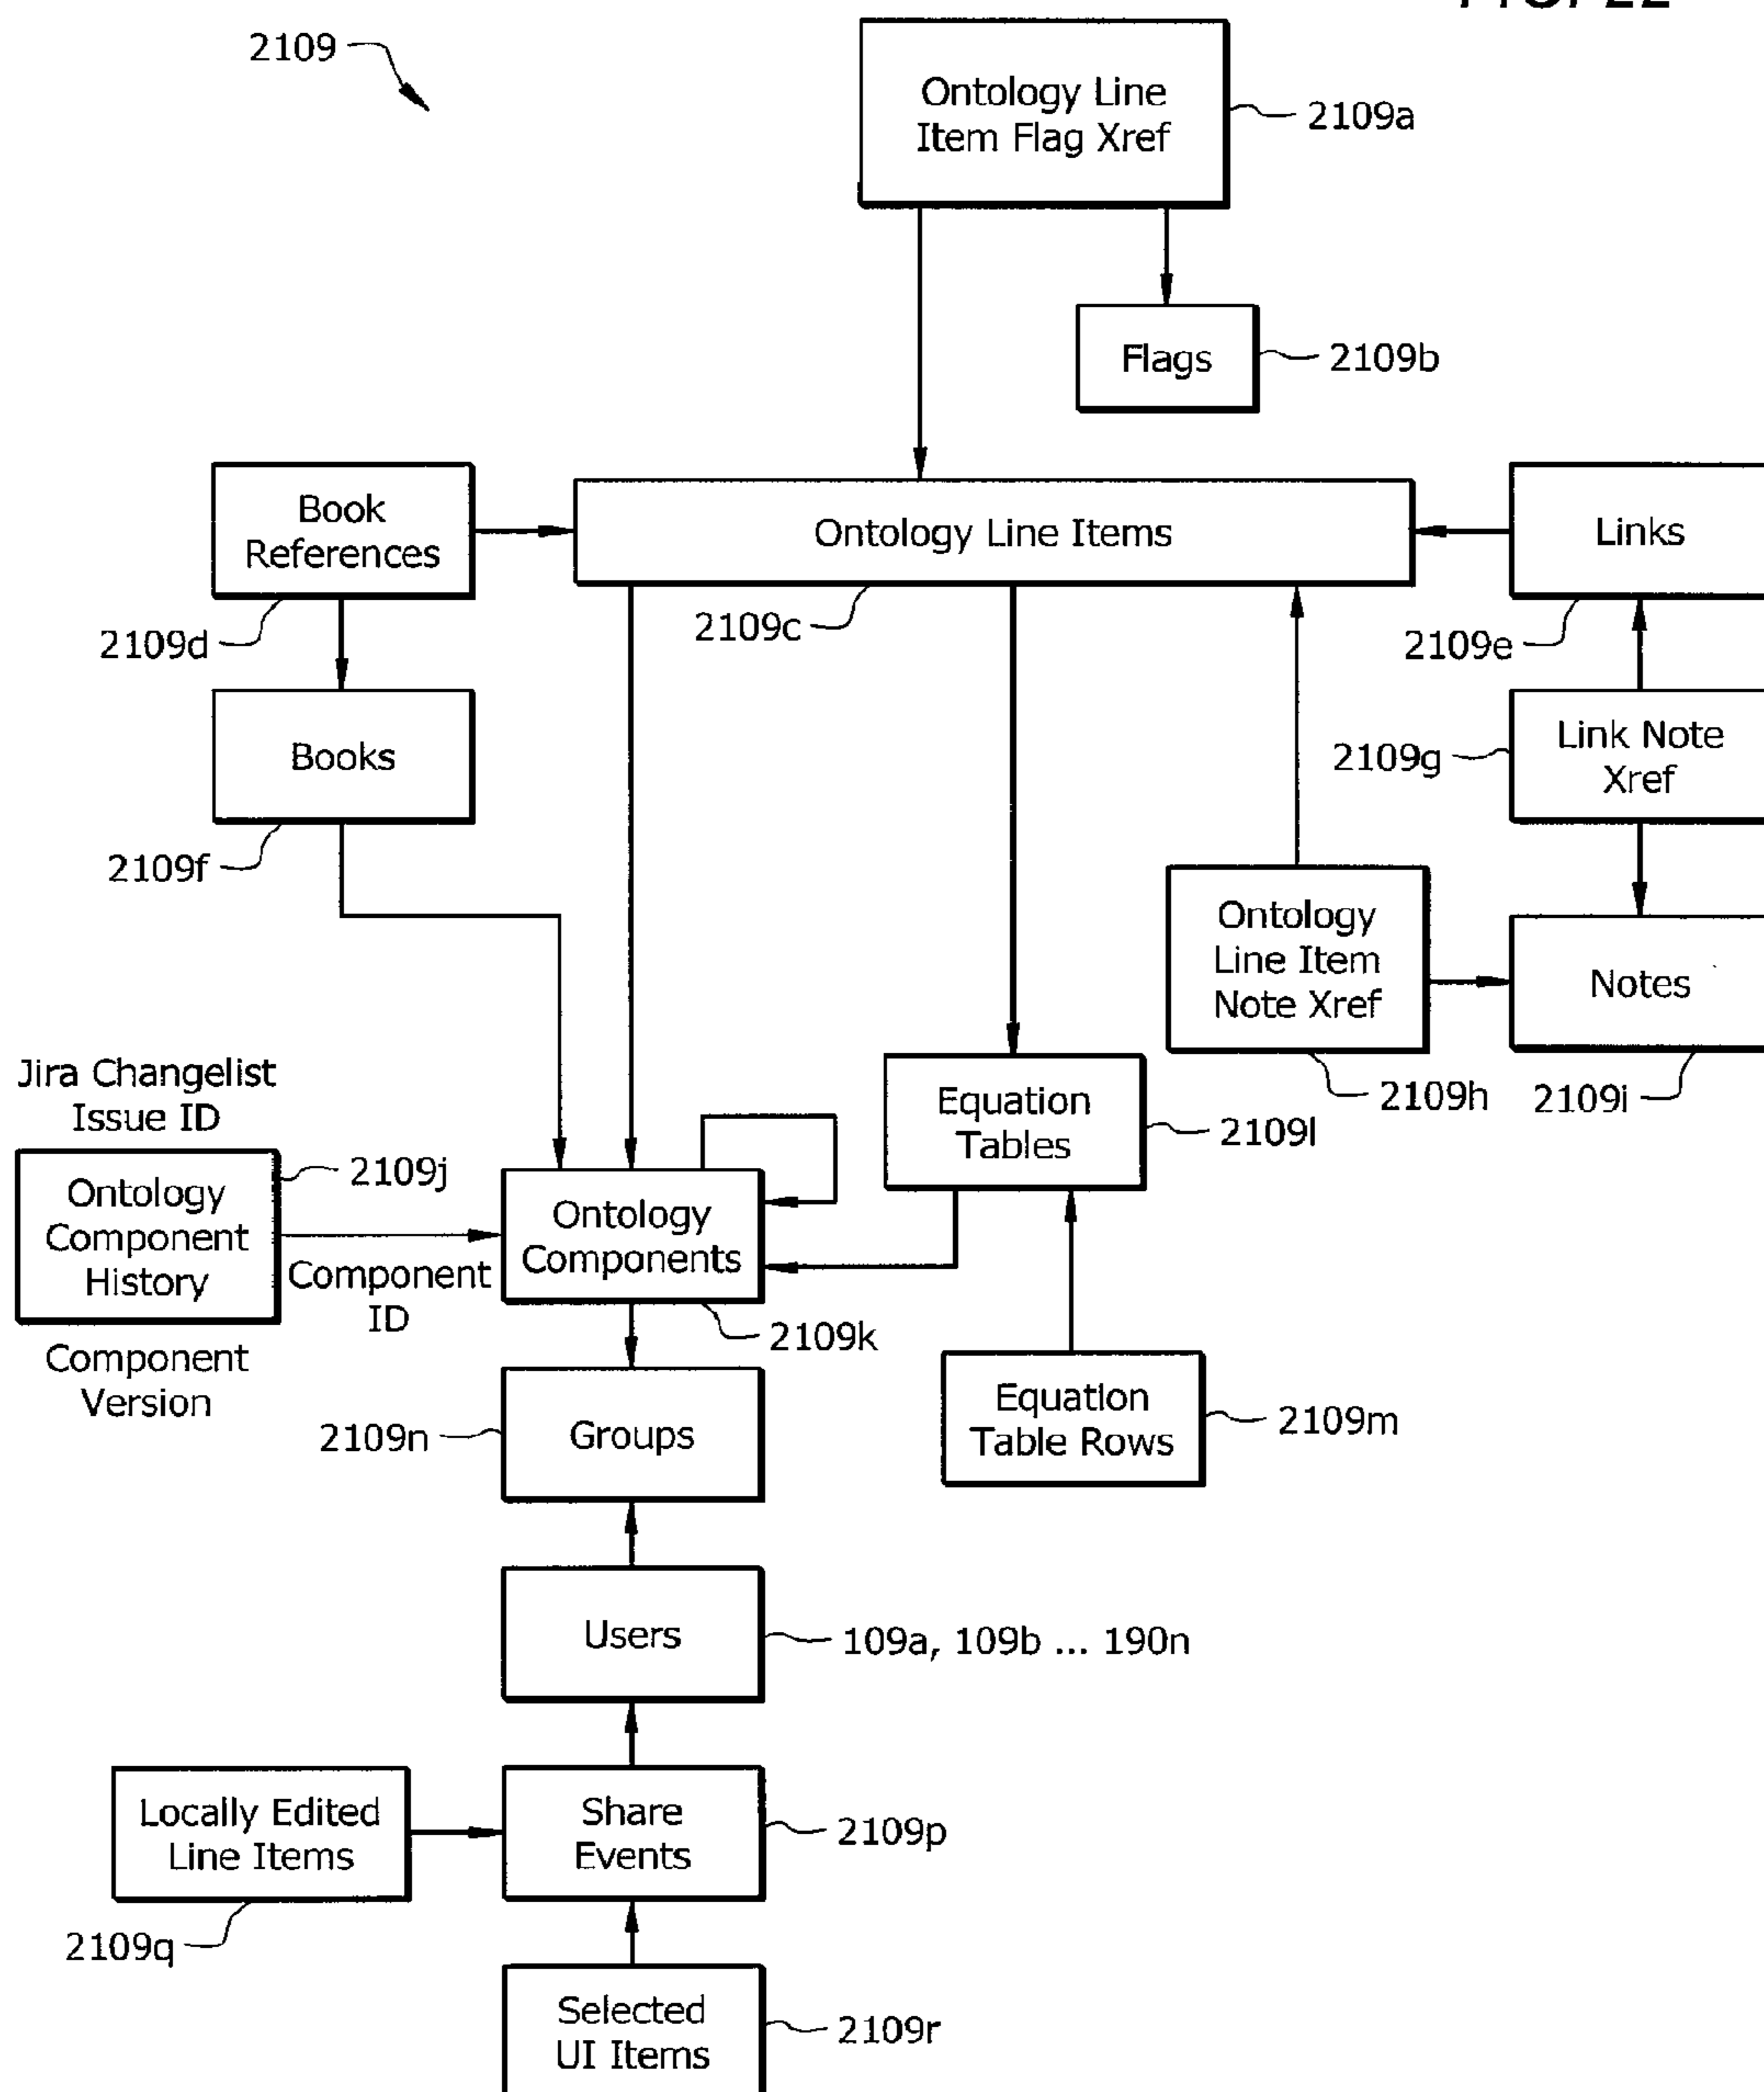 2109
Ontology Line
Item Flag Xref
2109a
Flags
2109b
Book
References
2109d
Ontology Line Items
2109c
Links
2109e
Books
2109f
Link Note
Xref
2109g
Ontology
Line Item
Note Xref
2109h
Notes
2109i
Jira Changelist
Issue ID
Ontology
Component
History
2109j
Component
Version
Component
ID
Ontology
Components
2109k
Equation
Tables
2109l
Equation
Table Rows
2109m
Groups
2109n
Users
109a, 109b ... 190n
Locally Edited
Line Items
2109q
Share
Events
2109p
Selected
UI Items
2109r